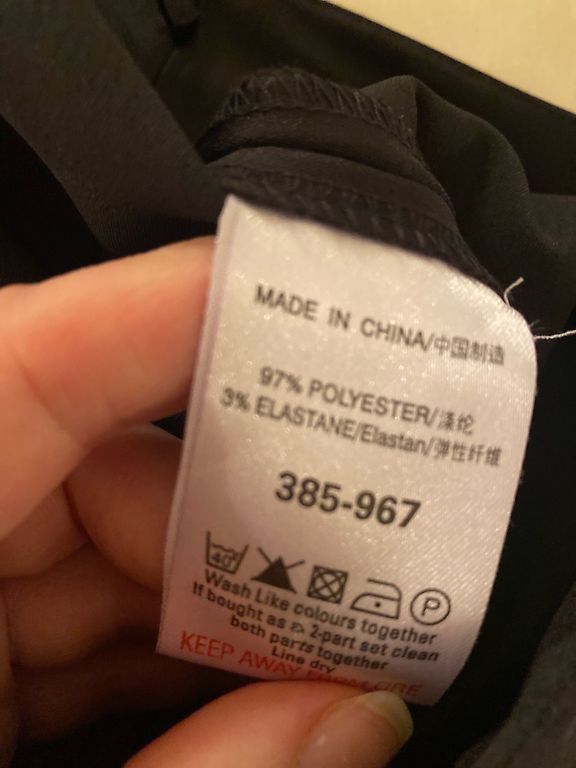 MADE IN CHINA/中国制造
97% POLYESTER/涤纶
3% ELASTANE/Elastan/弹性纤维
385-967
40° P
Wash Like colours together
If bought as a 2-part set clean
both parts together
Line dry
KEEP AWAY FROM FIRE